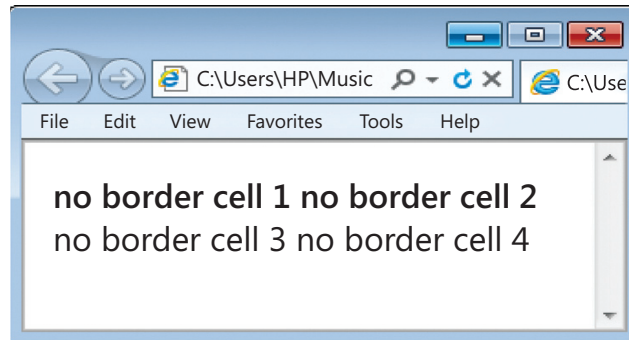 C:\Users\HP\Music
C:\Use
File Edit View Favorites Tools Help
no border cell 1 no border cell 2
no border cell 3 no border cell 4